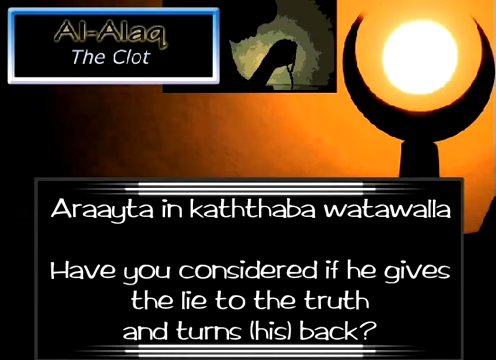 Al-Alaq
The Clot
Araayta in kaththaba watawalla
Have you considered if he gives
the lie to the truth
and turns (his) back?